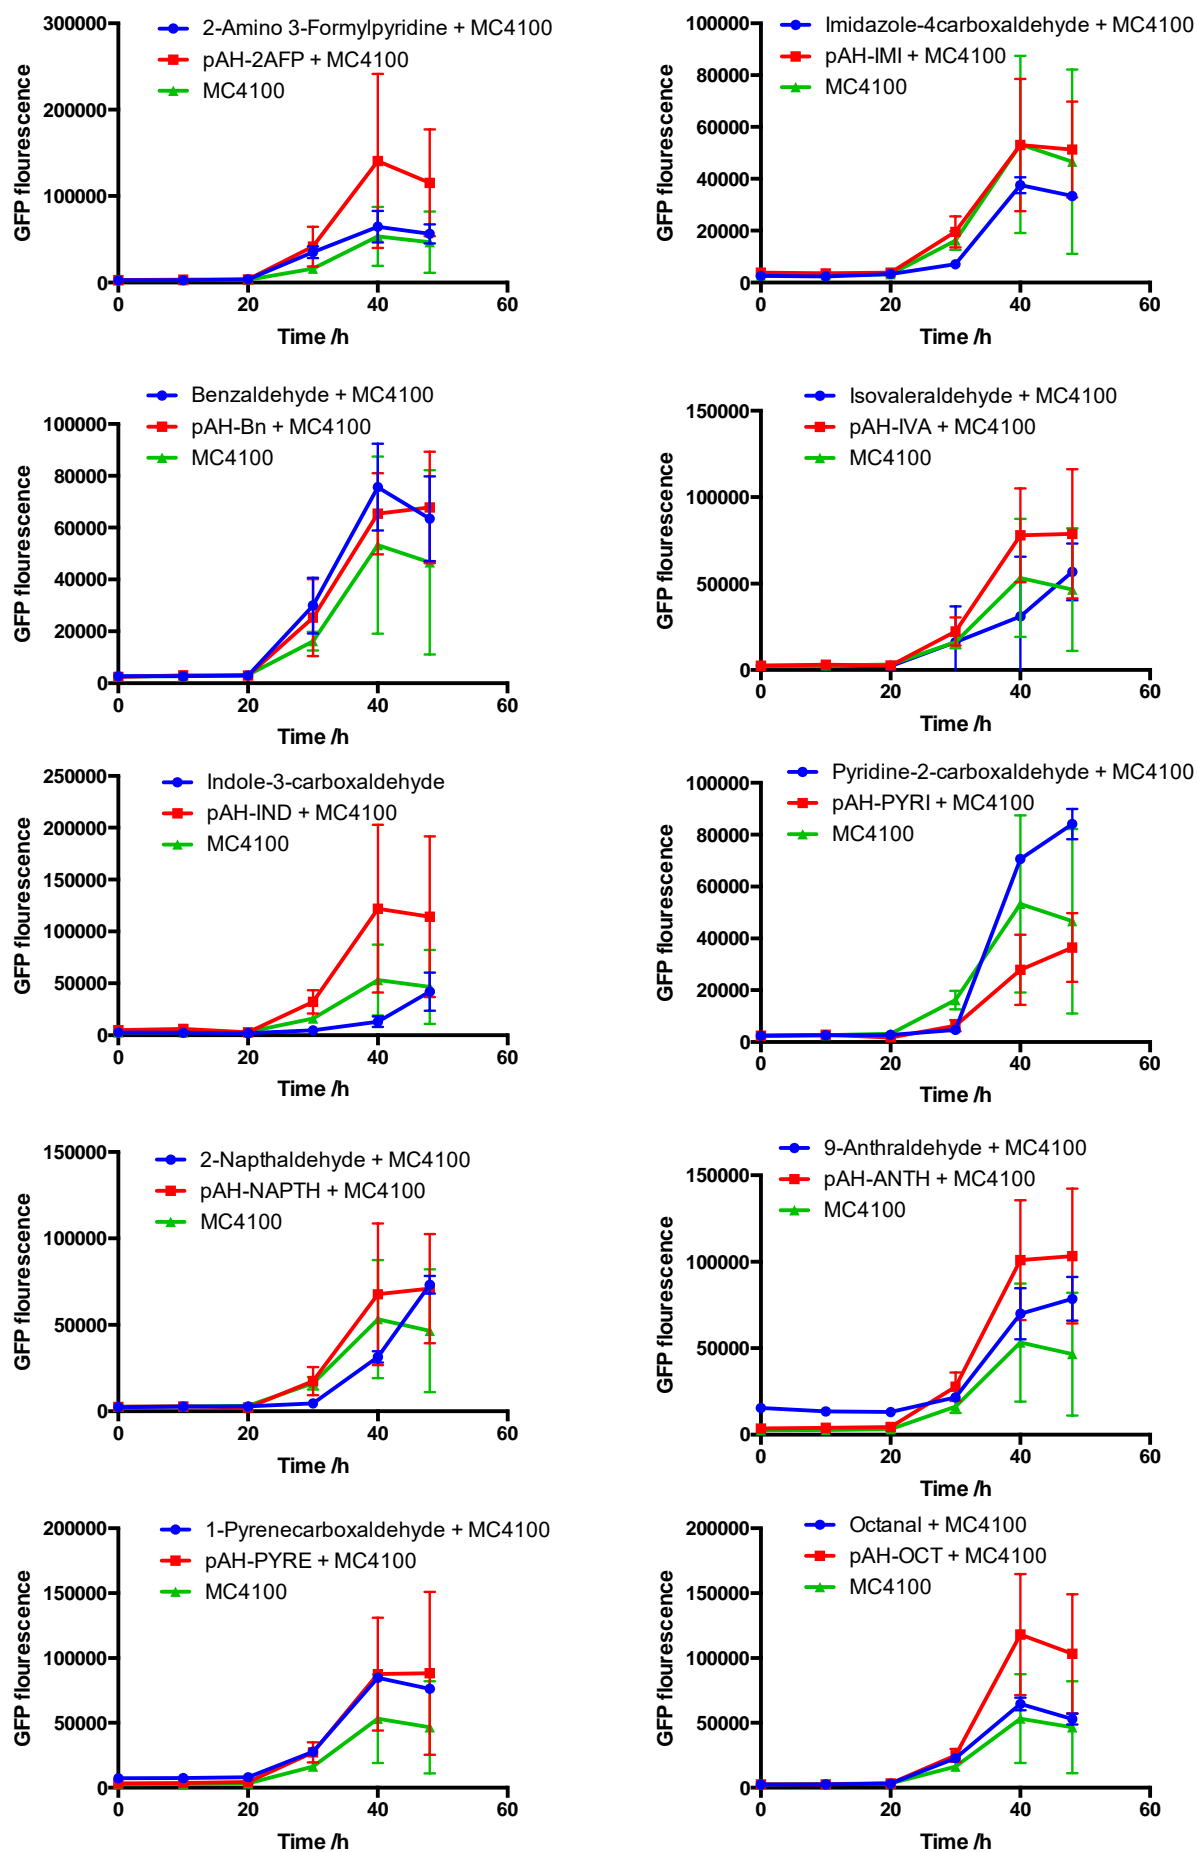 300000
200000
100000
0
GFP flourescence
2-Amino 3-Formylpyridine + MC4100
pAH-2AFP + MC4100
MC4100
0 20 40 60
Time /h
100000
80000
60000
40000
20000
0
GFP flourescence
Imidazole-4carboxaldehyde + MC4100
pAH-IMI + MC4100
MC4100
0 20 40 60
Time /h
Benzaldehyde + MC4100
pAH-Bn + MC4100
MC4100
100000
80000
60000
40000
20000
0
GFP flourescence
0 20 40 60
Time /h
Isovaleraldehyde + MC4100
pAH-IVA + MC4100
MC4100
150000
100000
50000
0
GFP flourescence
0 20 40 60
Time /h
250000
200000
150000
100000
50000
0
GFP flourescence
Indole-3-carboxaldehyde
pAH-IND + MC4100
MC4100
0 20 40 60
Time /h
Pyridine-2-carboxaldehyde + MC4100
pAH-PYRI + MC4100
MC4100
100000
80000
60000
40000
20000
0
GFP flourescence
0 20 40 60
Time /h
150000
100000
50000
0
GFP flourescence
2-Napthaldehyde + MC4100
pAH-NAPTH + MC4100
MC4100
0 20 40 60
Time /h
9-Anthraldehyde + MC4100
pAH-ANTH + MC4100
MC4100
150000
100000
50000
0
GFP flourescence
0 20 40 60
Time /h
200000
150000
100000
50000
0
GFP flourescence
1-Pyrenecarboxaldehyde + MC4100
pAH-PYRE + MC4100
MC4100
0 20 40 60
Time /h
Octanal + MC4100
pAH-OCT + MC4100
MC4100
200000
150000
100000
50000
0
GFP flourescence
0 20 40 60
Time /h